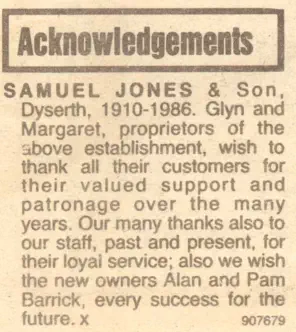 Acknowledgements
SAMUEL JONES & Son,
Dyserth, 1910-1986. Glyn and
Margaret, proprietors of the
above establishment, wish to
thank all their customers for
their valued support and
patronage over the many
years. Our many thanks also to
our staff, past and present, for
their loyal service; also we wish
the new owners Alan and Pam
Barrick, every success for the
future. x 907679